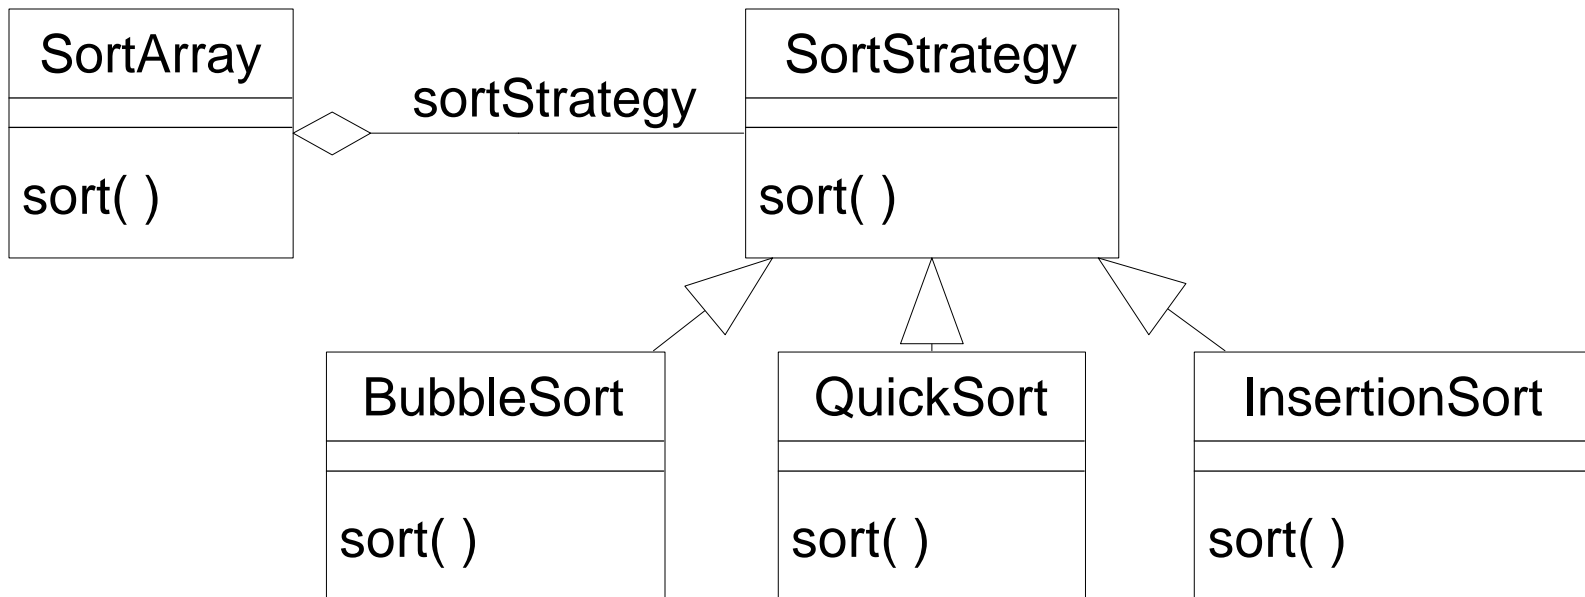 SortArray
sort( )
sortStrategy
SortStrategy
sort( )
BubbleSort
sort( )
QuickSort
sort( )
InsertionSort
sort( )